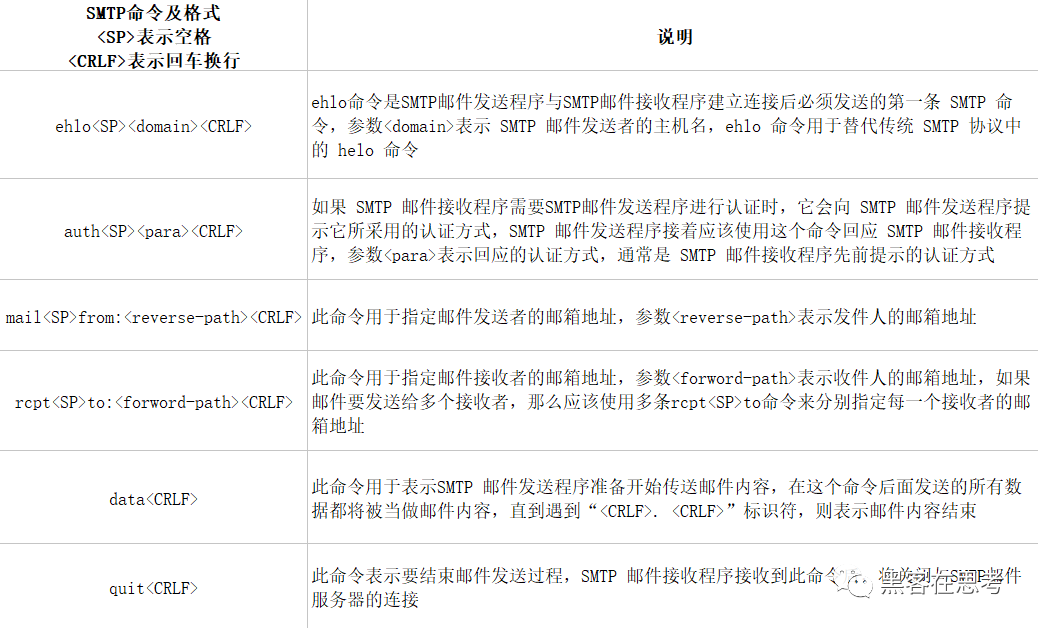 SMTP命令及格式
<SP>表示空格
<CRLF>表示回车换行
说明
ehlo<SP><domain><CRLF>
ehlo命令是SMTP邮件发送程序与SMTP邮件接收程序建立连接后必须发送的第一条 SMTP 命
令，参数<domain>表示 SMTP 邮件发送者的主机名，ehlo 命令用于替代传统 SMTP 协议中
的 helo 命令
auth<SP><para><CRLF>
如果 SMTP 邮件接收程序需要SMTP邮件发送程序进行认证时，它会向 SMTP 邮件发送程序提
示它所采用的认证方式，SMTP 邮件发送程序接着应该使用这个命令回应 SMTP 邮件接收程
序，参数<para>表示回应的认证方式，通常是 SMTP 邮件接收程序先前提示的认证方式
mail<SP>from:<reverse-path><CRLF>
此命令用于指定邮件发送者的邮箱地址，参数<reverse-path>表示发件人的邮箱地址
rcpt<SP>to:<forword-path><CRLF>
此命令用于指定邮件接收者的邮箱地址，参数<forword-path>表示收件人的邮箱地址，如果
邮件要发送给多个接收者，那么应该使用多条rcpt<SP>to命令来分别指定每一个接收者的邮
箱地址
data<CRLF>
此命令用于表示SMTP 邮件发送程序准备开始传送邮件内容，在这个命令后面发送的所有数
据都将被当做邮件内容，直到遇到“<CRLF>. <CRLF>”标识符，则表示邮件内容结束
quit<CRLF>
此命令表示要结束邮件发送过程，SMTP 邮件接收程序接收到此命令 SMTP邮件
服务器的连接
黑客在思考